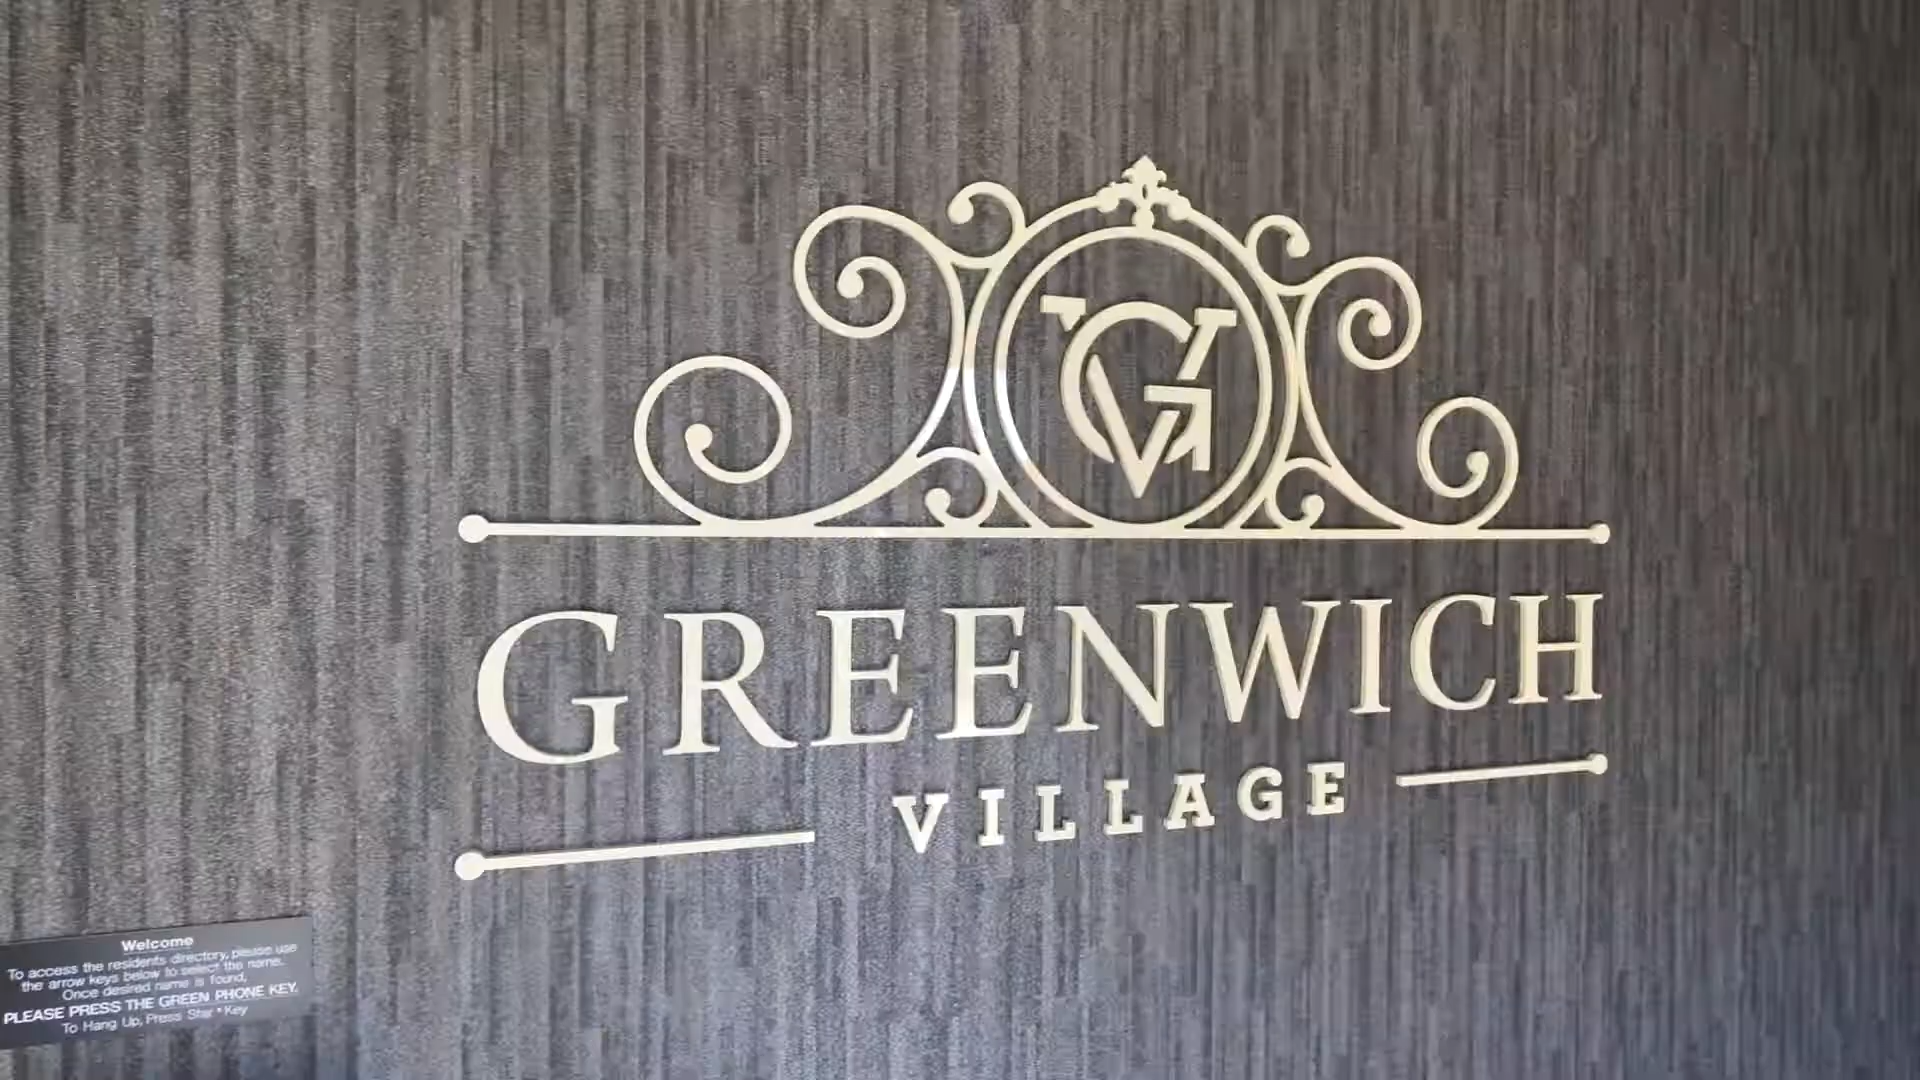 GV
GREENWICH
VILLAGE
Welcome
To access the residents directory, please use
the arrow keys below to select the name.
Once desired name is found,
PLEASE PRESS THE GREEN PHONE KEY.
To Hang Up, Press Star * Key